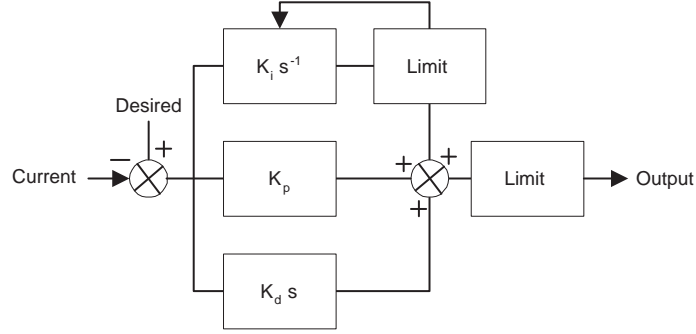 K_i s^-1
Limit
Desired
− +
Current
K_p
+ +
+
Limit
Output
K_d s